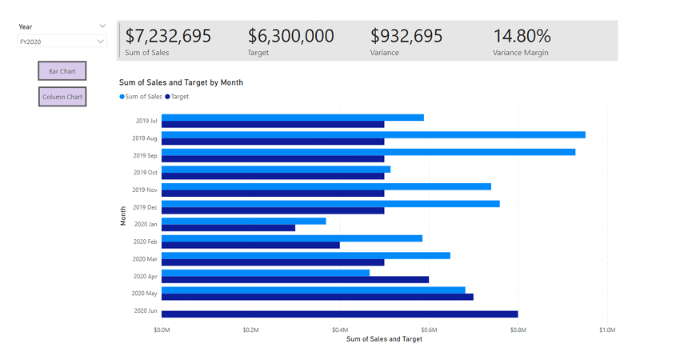 Year
FY2020
Bar Chart
Column Chart
$7,232,695
Sum of Sales
$6,300,000
Target
$932,695
Variance
14.80%
Variance Margin
Sum of Sales and Target by Month
Sum of Sales Target
2019 Jul
2019 Aug
2019 Sep
2019 Oct
2019 Nov
2019 Dec
2020 Jan
2020 Feb
2020 Mar
2020 Apr
2020 May
2020 Jun
Month
$0.0M $0.2M $0.4M $0.6M $0.8M $1.0M
Sum of Sales and Target